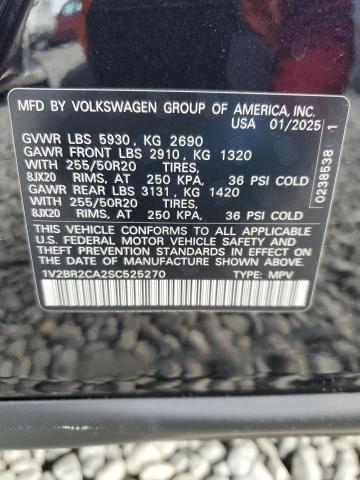 MFD BY VOLKSWAGEN GROUP OF AMERICA, INC.
USA 01/2025
GVWR LBS 5930, KG 2690
GAWR FRONT LBS 2910, KG 1320
WITH 255/50R20 TIRES,
8JX20 RIMS, AT 250 KPA, 36 PSI COLD
GAWR REAR LBS 3131, KG 1420
WITH 255/50R20 TIRES,
8JX20 RIMS, AT 250 KPA, 36 PSI COLD
THIS VEHICLE CONFORMS TO ALL APPLICABLE
U.S. FEDERAL MOTOR VEHICLE SAFETY AND
THEFT PREVENTION STANDARDS IN EFFECT ON THE
DATE OF MANUFACTURE SHOWN ABOVE
1V2BR2CA2SC525270 TYPE: MPV
0238538 1